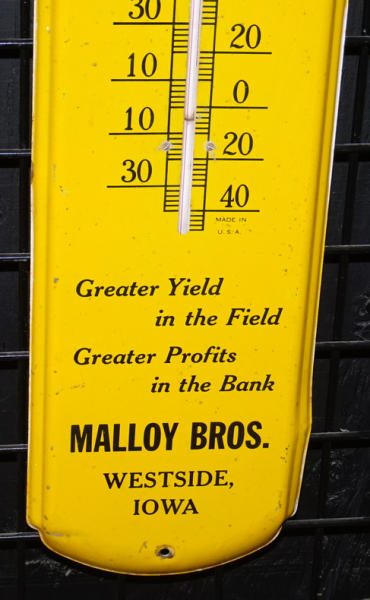 30
20
10
0
10
20
30
40
MADE IN
U.S.A.
Greater Yield
in the Field
Greater Profits
in the Bank
MALLOY BROS.
WESTSIDE,
IOWA